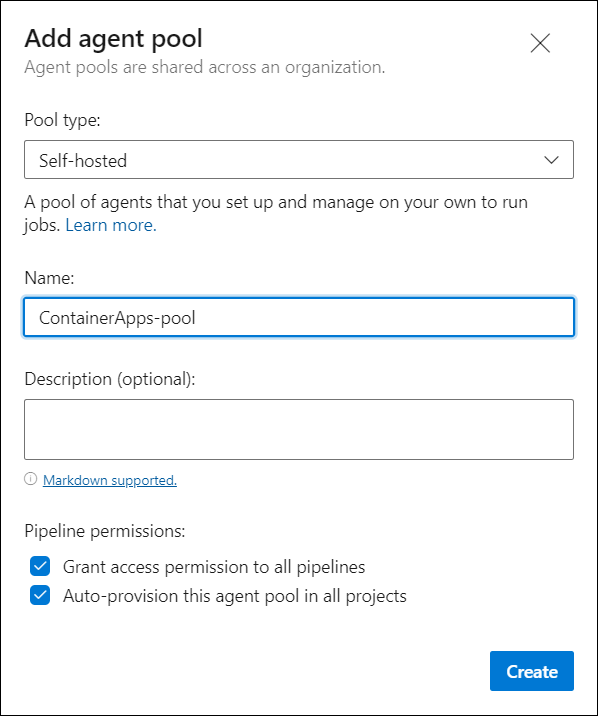 Add agent pool
Agent pools are shared across an organization.
Pool type:
Self-hosted
A pool of agents that you set up and manage on your own to run
jobs. Learn more.
Name:
ContainerApps-pool
Description (optional):
Markdown supported.
Pipeline permissions:
Grant access permission to all pipelines
Auto-provision this agent pool in all projects
Create